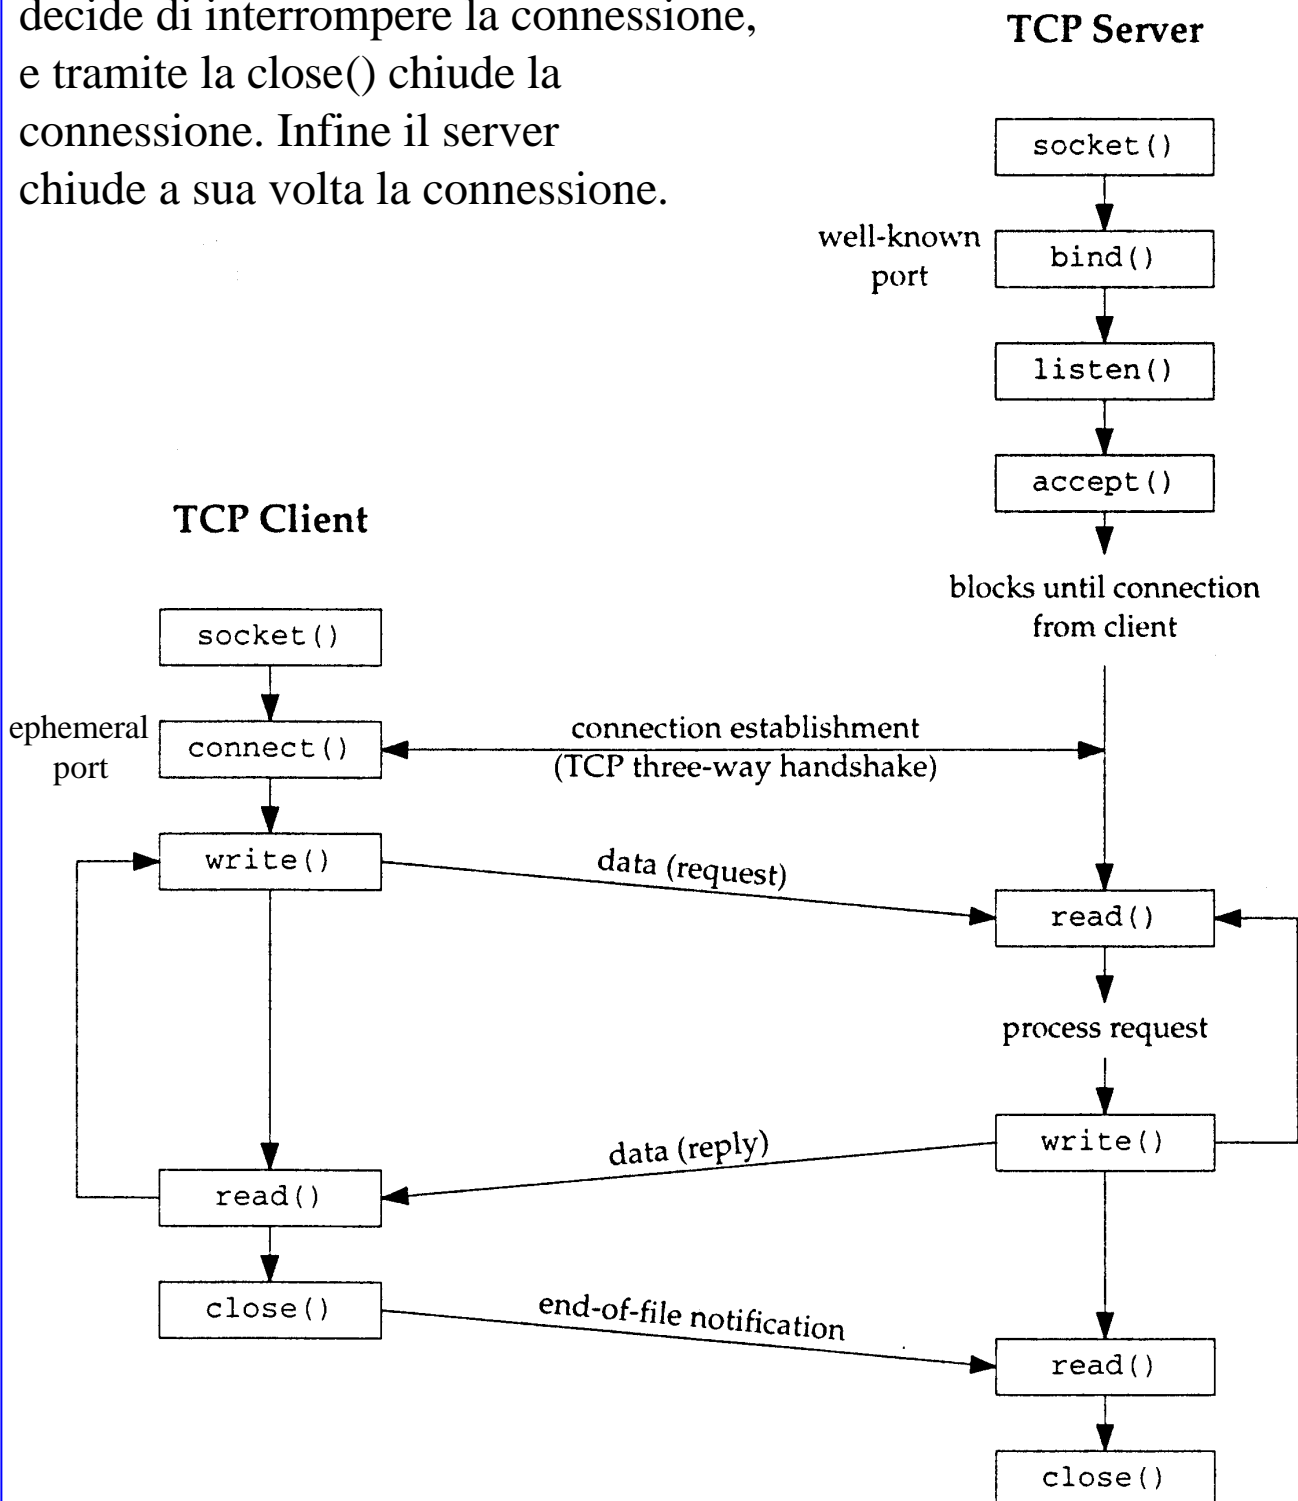 decide di interrompere la connessione,
e tramite la close() chiude la
connessione. Infine il server
chiude a sua volta la connessione.
TCP Server
socket()
well-known
port
bind()
listen()
accept()
blocks until connection
from client
TCP Client
socket()
ephemeral
port
connect()
connection establishment
(TCP three-way handshake)
write()
data (request)
read()
process request
write()
data (reply)
read()
close()
end-of-file notification
read()
close()